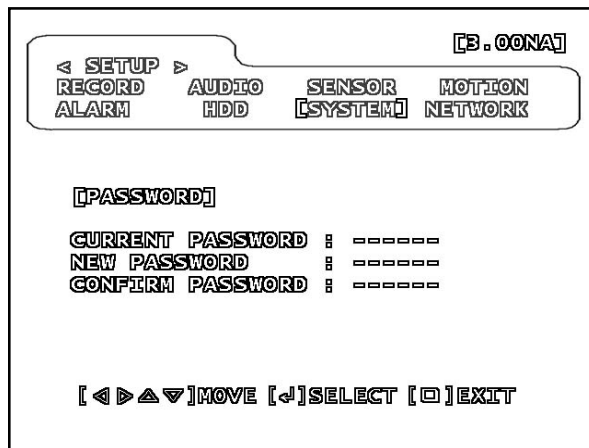 [3.00NA]
< SETUP >
RECORD AUDIO SENSOR MOTION
ALARM HDD [SYSTEM] NETWORK
[PASSWORD]
CURRENT PASSWORD : ------
NEW PASSWORD : ------
CONFIRM PASSWORD : ------
[◁▷△▽]MOVE [↲]SELECT [□]EXIT